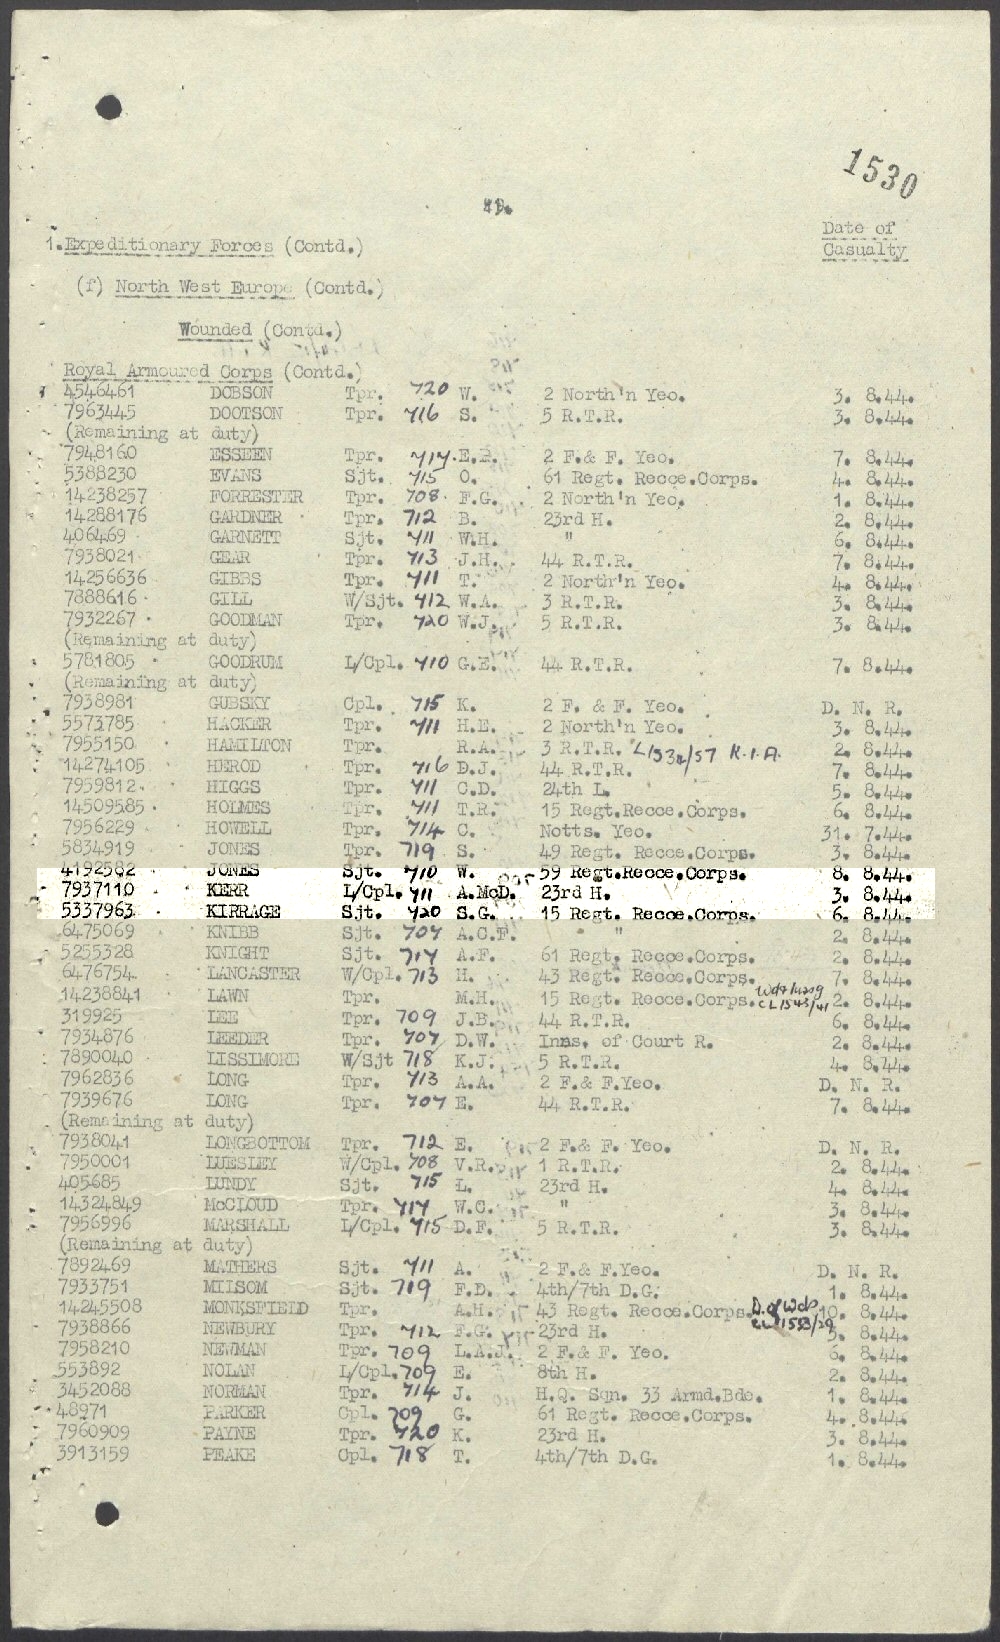 1530
1.Expeditionary Forces (Contd.)
Date of
Casualty
(f) North West Europe (Contd.)
Wounded (Contd.)
Royal Armoured Corps (Contd.)
4546461 DOBSON Tpr. 720 W. 2 North'n Yeo. 3. 8.44.
7963445 DOOTSON Tpr. 716 S. 5 R.T.R. 3. 8.44.
(Remaining at duty)
7948160 ESSEEN Tpr. 717 E.R. 2 F.& F. Yeo. 7. 8.44.
5388230 EVANS Sjt. 715 O. 61 Regt. Recce.Corps. 4. 8.44.
14238257 FORRESTER Tpr. 708 F.G. 2 North'n Yeo. 1. 8.44.
14288176 GARDNER Tpr. 712 B. 23rd H. 2. 8.44.
406469 GARNETT Sjt. 711 W.H. " 6. 8.44.
7938021 GEAR Tpr. 713 J.H. 44 R.T.R. 7. 8.44.
14256636 GIBBS Tpr. 711 T. 2 North'n Yeo. 4. 8.44.
7888616 GILL W/Sjt. 712 W.A. 3 R.T.R. 3. 8.44.
7932267 GOODMAN Tpr. 720 W.J. 5 R.T.R. 3. 8.44.
(Remaining at duty)
5781805 GOODRUM L/Cpl. 710 G.E. 44 R.T.R. 7. 8.44.
(Remaining at duty)
7938981 GUBSKY Cpl. 715 K. 2 F. & F. Yeo. D. N. R.
5573785 HACKER Tpr. 711 H.E. 2 North'n Yeo. 3. 8.44.
7955150 HAMILTON Tpr. R.A. 3 R.T.R. K.I.A. 2. 8.44.
14274105 HEROD Tpr. 716 D.J. 44 R.T.R. 7. 8.44.
7959812 HIGGS Tpr. 711 C.D. 24th L. 5. 8.44.
14509585 HOLMES Tpr. 711 T.R. 15 Regt.Recce.Corps. 6. 8.44.
7956229 HOWELL Tpr. 714 C. Notts. Yeo. 31. 7.44.
5834919 JONES Tpr. 719 S. 49 Regt. Recce.Corps. 3. 8.44.
4192582 JONES Sjt. 710 W. 59 Regt.Recce.Corps. 8. 8.44.
7937110 KERR L/Cpl. 711 A.McD. 23rd H. 3. 8.44.
5337963 KIRRAGE Sjt. 720 S.G. 15 Regt. Recce.Corps. 6. 8.44.
6475069 KNIBB Sjt. 707 A.C.F. " 2. 8.44.
5255328 KNIGHT Sjt. 717 A.F. 61 Regt. Recce.Corps. 2. 8.44.
6476754 LANCASTER W/Cpl. 713 H. 43 Regt. Recce.Corps. 7. 8.44.
14238841 LAWN Tpr. M.H. 15 Regt. Recce.Corps. CL1543/41 2. 8.44.
319925 LEE Tpr. 709 J.B. 44 R.T.R. 6. 8.44.
7934876 LEEDER Tpr. 707 D.W. Inns. of Court R. 2. 8.44.
7890040 LISSIMORE W/Sjt 718 K.J. 5 R.T.R. 4. 8.44.
7962836 LONG Tpr. 713 A.A. 2 F.& F.Yeo. D. N. R.
7939676 LONG Tpr. 707 E. 44 R.T.R. 7. 8.44.
(Remaining at duty)
7938041 LONGBOTTOM Tpr. 712 E. 2 F.& F. Yeo. D. N. R.
7950001 LUESLEY W/Cpl. 708 V.R. 1 R.T.R. 2. 8.44.
405685 LUNDY Sjt. 715 L. 23rd H. 4. 8.44.
14324849 McCLOUD Tpr. 717 W.C. " 3. 8.44.
7956996 MARSHALL L/Cpl. 715 D.F. 5 R.T.R. 3. 8.44.
(Remaining at duty)
7892469 MATHERS Sjt. 711 A. 2 F.& F.Yeo. D. N. R.
7933751 MILSOM Sjt. 719 F.D. 4th/7th D.G. 1. 8.44.
14245508 MONKSFIELD Tpr. A.H. 43 Regt. Recce.Corps. D. of Wds 10. 8.44.
7938866 NEWBURY Tpr. 712 F.G. 23rd H. 5. 8.44.
7958210 NEWMAN Tpr. 709 L.A.J. 2 F.& F. Yeo. 6. 8.44.
553892 NOLAN L/Cpl. 709 E. 8th H. 2. 8.44.
3452088 NORMAN Tpr. 714 J. H.Q. Sqn. 33 Armd.Bde. 1. 8.44.
48971 PARKER Cpl. 709 G. 61 Regt. Recce.Corps. 4. 8.44.
7960909 PAYNE Tpr. 720 K. 23rd H. 3. 8.44.
3913159 PEAKE Cpl. 718 T. 4th/7th D.G. 1. 8.44.